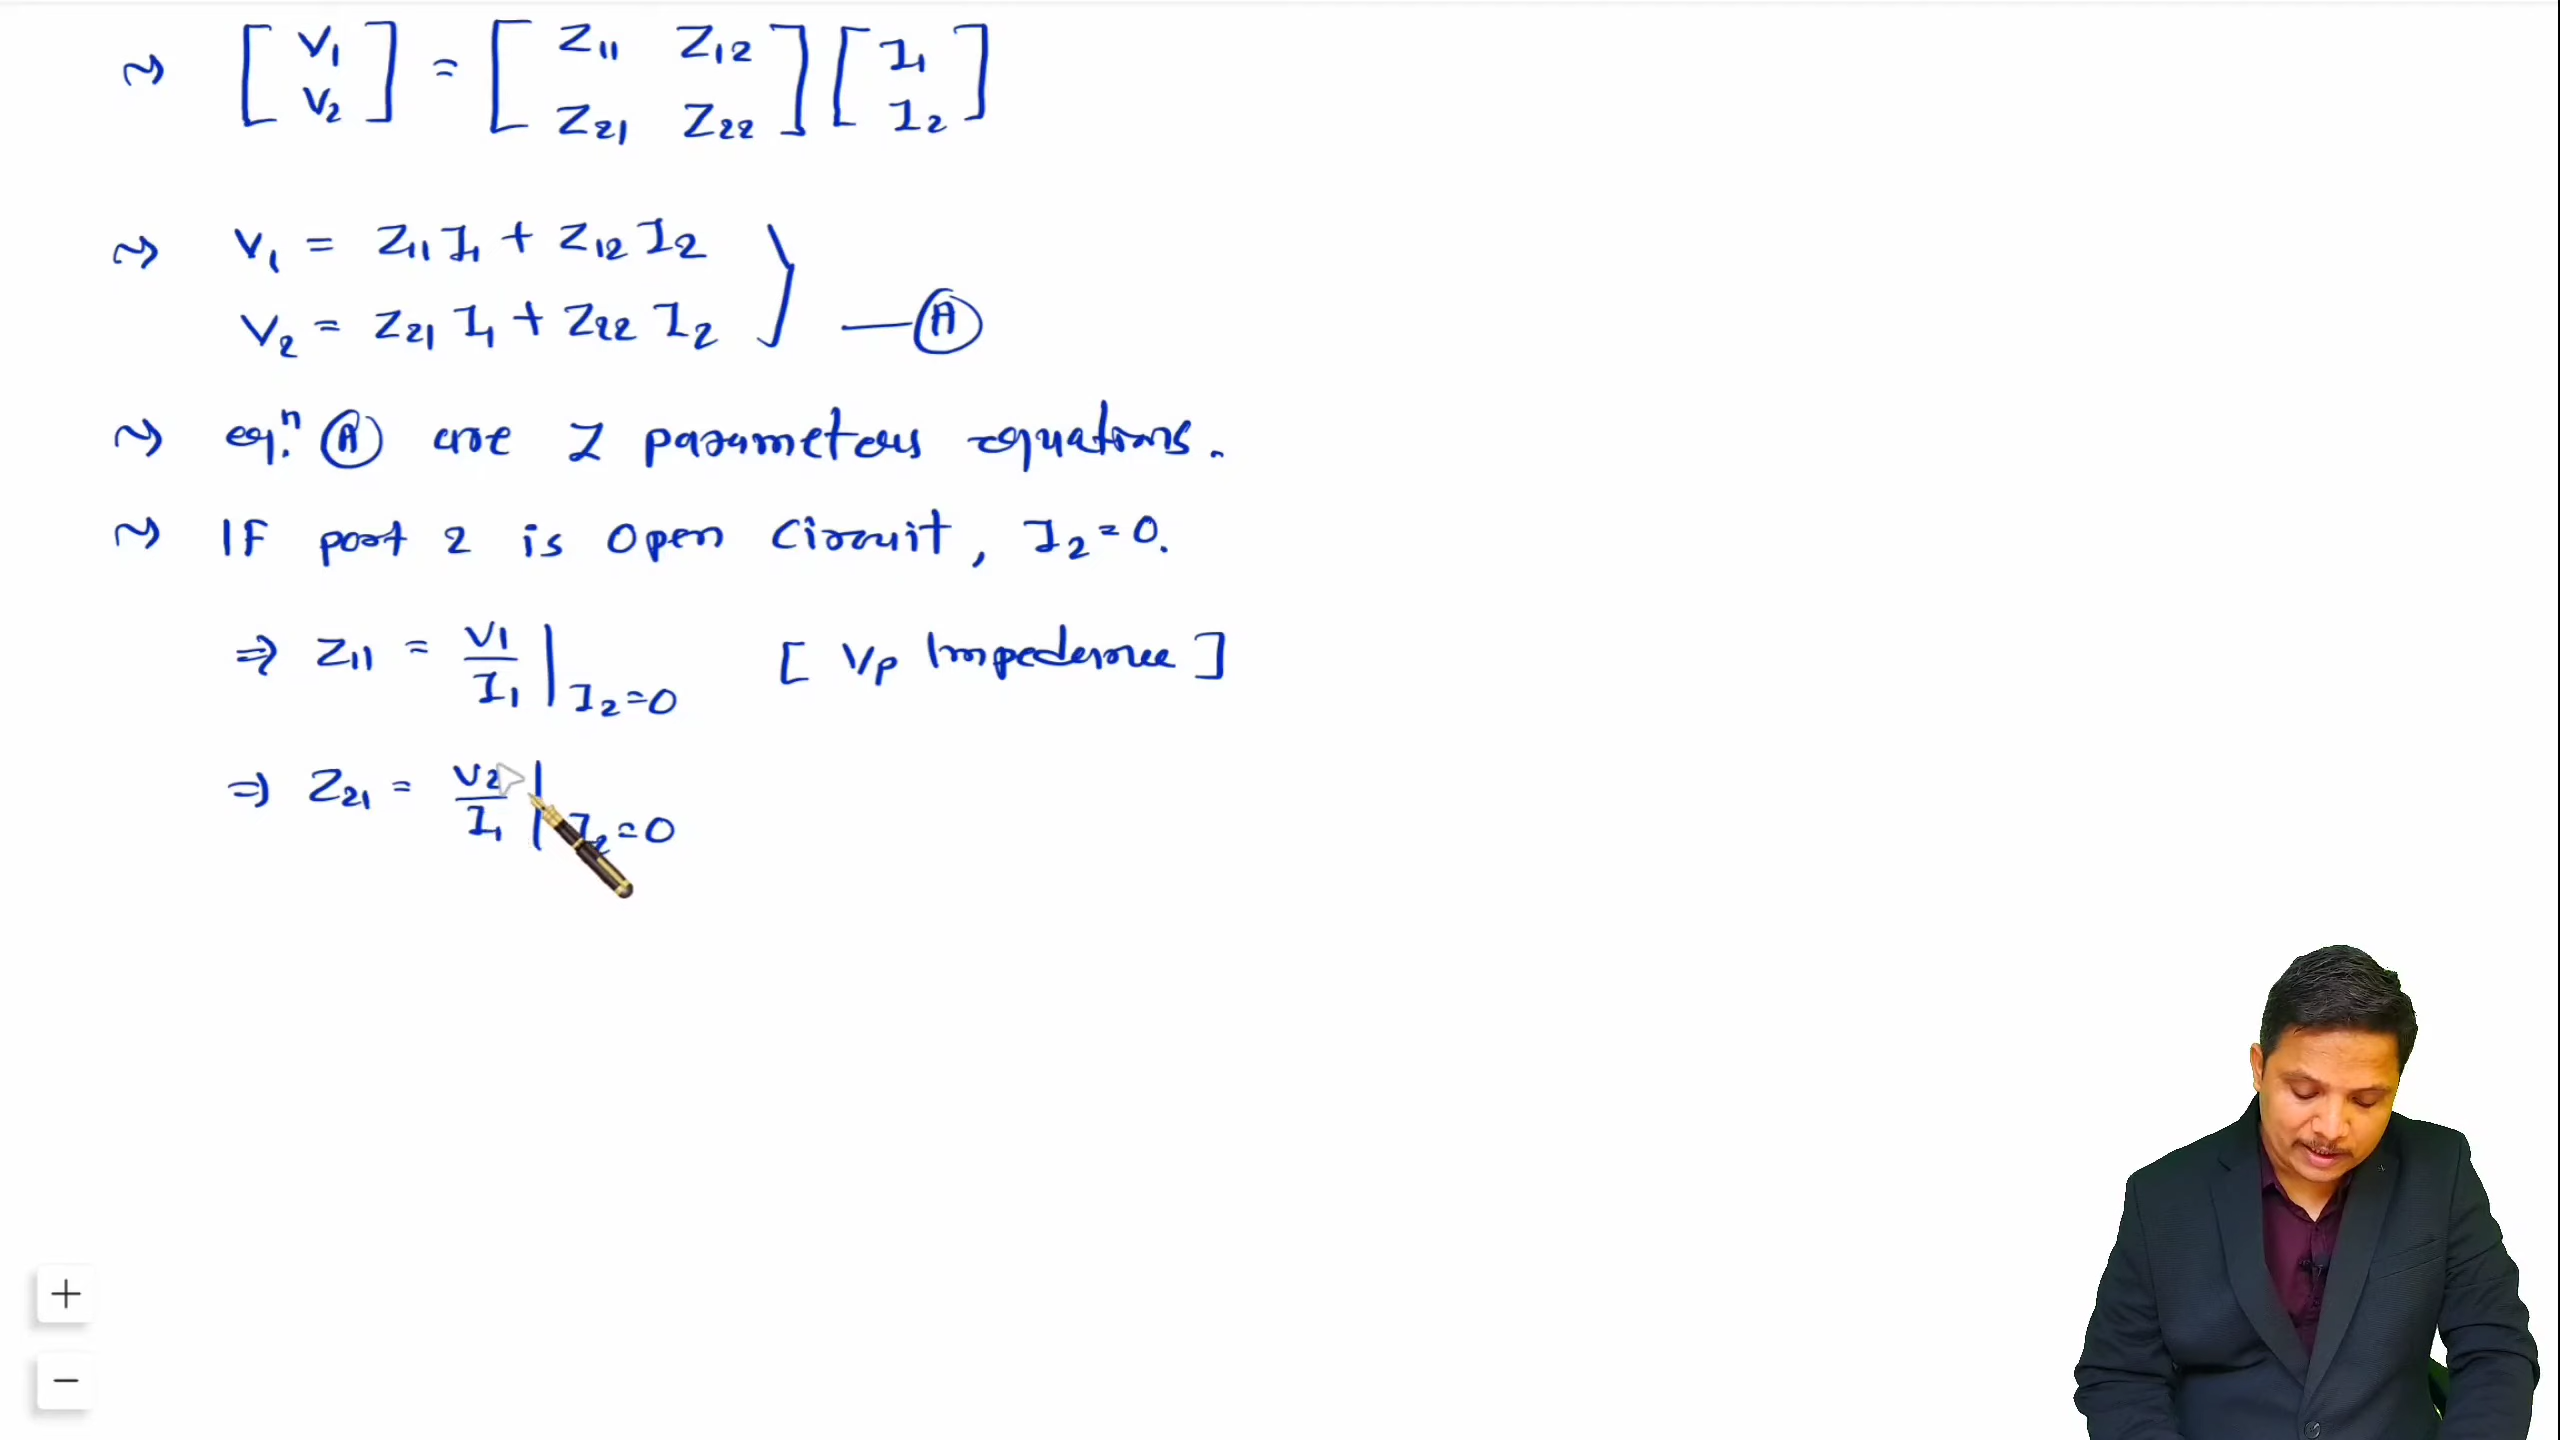 ~> [ V1 V2 ] = [ Z11 Z12 Z21 Z22 ] [ I1 I2 ]
~> V1 = Z11 I1 + Z12 I2
V2 = Z21 I1 + Z22 I2 } — (A)
~> eq.n (A) are Z parameters equations.
~> IF port 2 is open circuit, I2 = 0.
=> Z11 = V1/I1 | I2=0 [ I/p Impedance ]
=> Z21 = V2/I1 | I2=0
+
−